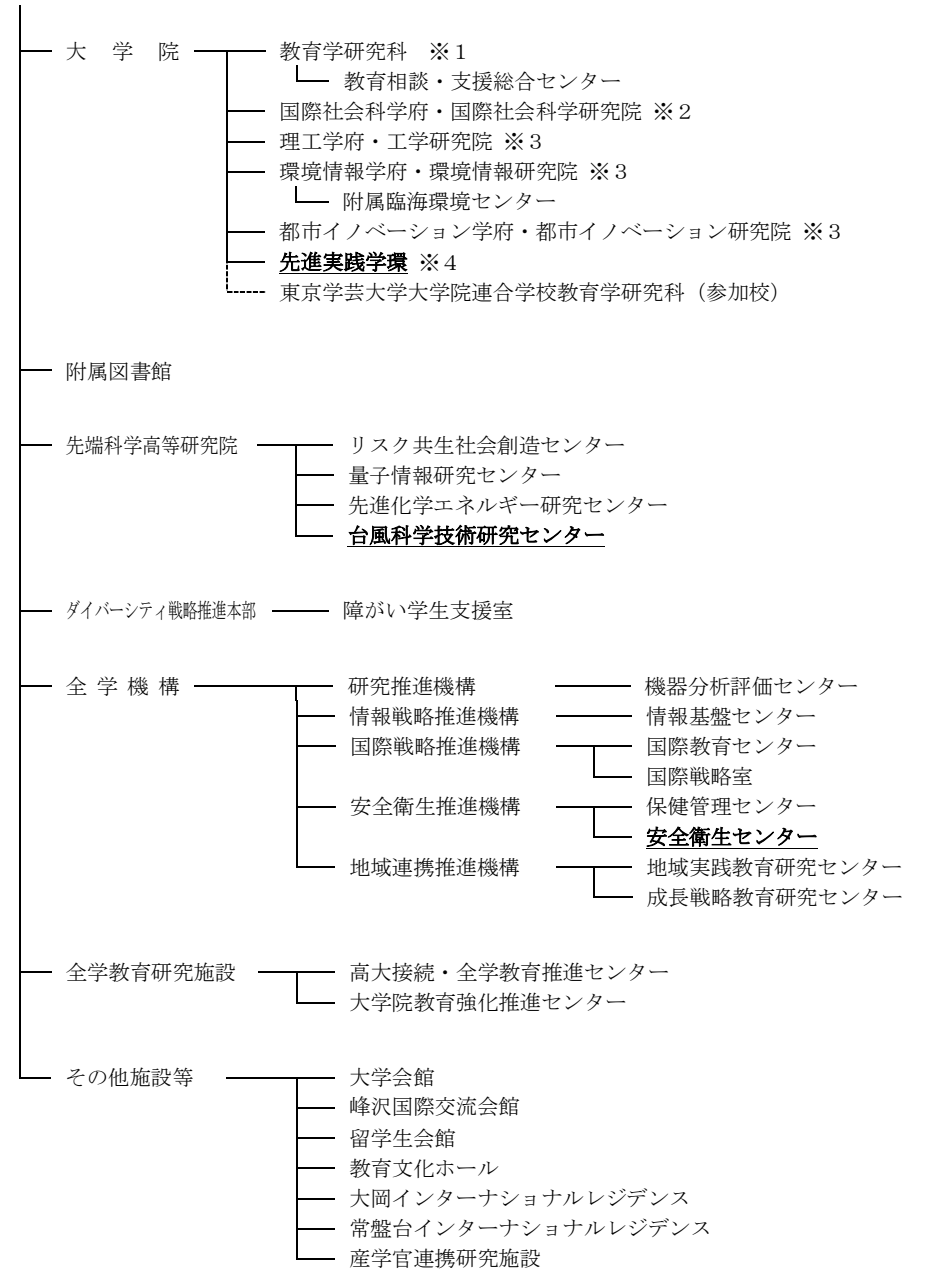 大学院 教育学研究科 ※1
教育相談・支援総合センター
国際社会科学府・国際社会科学研究院 ※2
理工学府・工学研究院 ※3
環境情報学府・環境情報研究院 ※3
附属臨海環境センター
都市イノベーション学府・都市イノベーション研究院 ※3
先進実践学環 ※4
東京学芸大学大学院連合学校教育学研究科（参加校）
附属図書館
先端科学高等研究院 リスク共生社会創造センター
量子情報研究センター
先進化学エネルギー研究センター
台風科学技術研究センター
ダイバーシティ戦略推進本部 障がい学生支援室
全学機構 研究推進機構 機器分析評価センター
情報戦略推進機構 情報基盤センター
国際戦略推進機構 国際教育センター
国際戦略室
安全衛生推進機構 保健管理センター
安全衛生センター
地域連携推進機構 地域実践教育研究センター
成長戦略教育研究センター
全学教育研究施設 高大接続・全学教育推進センター
大学院教育強化推進センター
その他施設等 大学会館
峰沢国際交流会館
留学生会館
教育文化ホール
大岡インターナショナルレジデンス
常盤台インターナショナルレジデンス
産学官連携研究施設